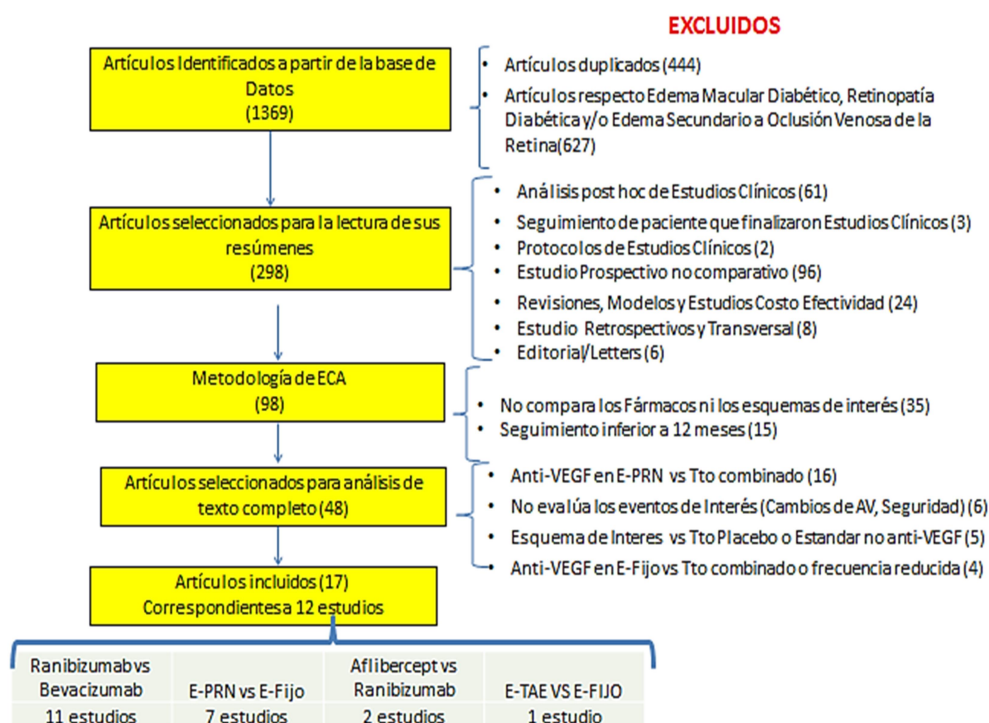 EXCLUIDOS
Artículos Identificados a partir de la base de
Datos
(1369)
• Artículos duplicados (444)
• Artículos respecto Edema Macular Diabético, Retinopatía
Diabética y/o Edema Secundario a Oclusión Venosa de la
Retina(627)
Artículos seleccionados para la lectura de sus
resúmenes
(298)
• Análisis post hoc de Estudios Clínicos (61)
• Seguimiento de paciente que finalizaron Estudios Clínicos (3)
• Protocolos de Estudios Clínicos (2)
• Estudio Prospectivo no comparativo (96)
• Revisiones, Modelos y Estudios Costo Efectividad (24)
• Estudio Retrospectivos y Transversal (8)
• Editorial/Letters (6)
Metodología de ECA
(98)
• No compara los Fármacos ni los esquemas de interés (35)
• Seguimiento inferior a 12 meses (15)
Artículos seleccionados para análisis de
texto completo (48)
• Anti-VEGF en E-PRN vs Tto combinado (16)
• No evalúa los eventos de Interés (Cambios de AV, Seguridad) (6)
• Esquema de Interes vs Tto Placebo o Estandar no anti-VEGF (5)
• Anti-VEGF en E-Fijo vs Tto combinado o frecuencia reducida (4)
Artículos incluidos (17)
Correspondientes a 12 estudios
Ranibizumab vs
Bevacizumab
E-PRN vs E-Fijo
Aflibercept vs
Ranibizumab
E-TAE VS E-FIJO
11 estudios
7 estudios
2 estudios
1 estudio